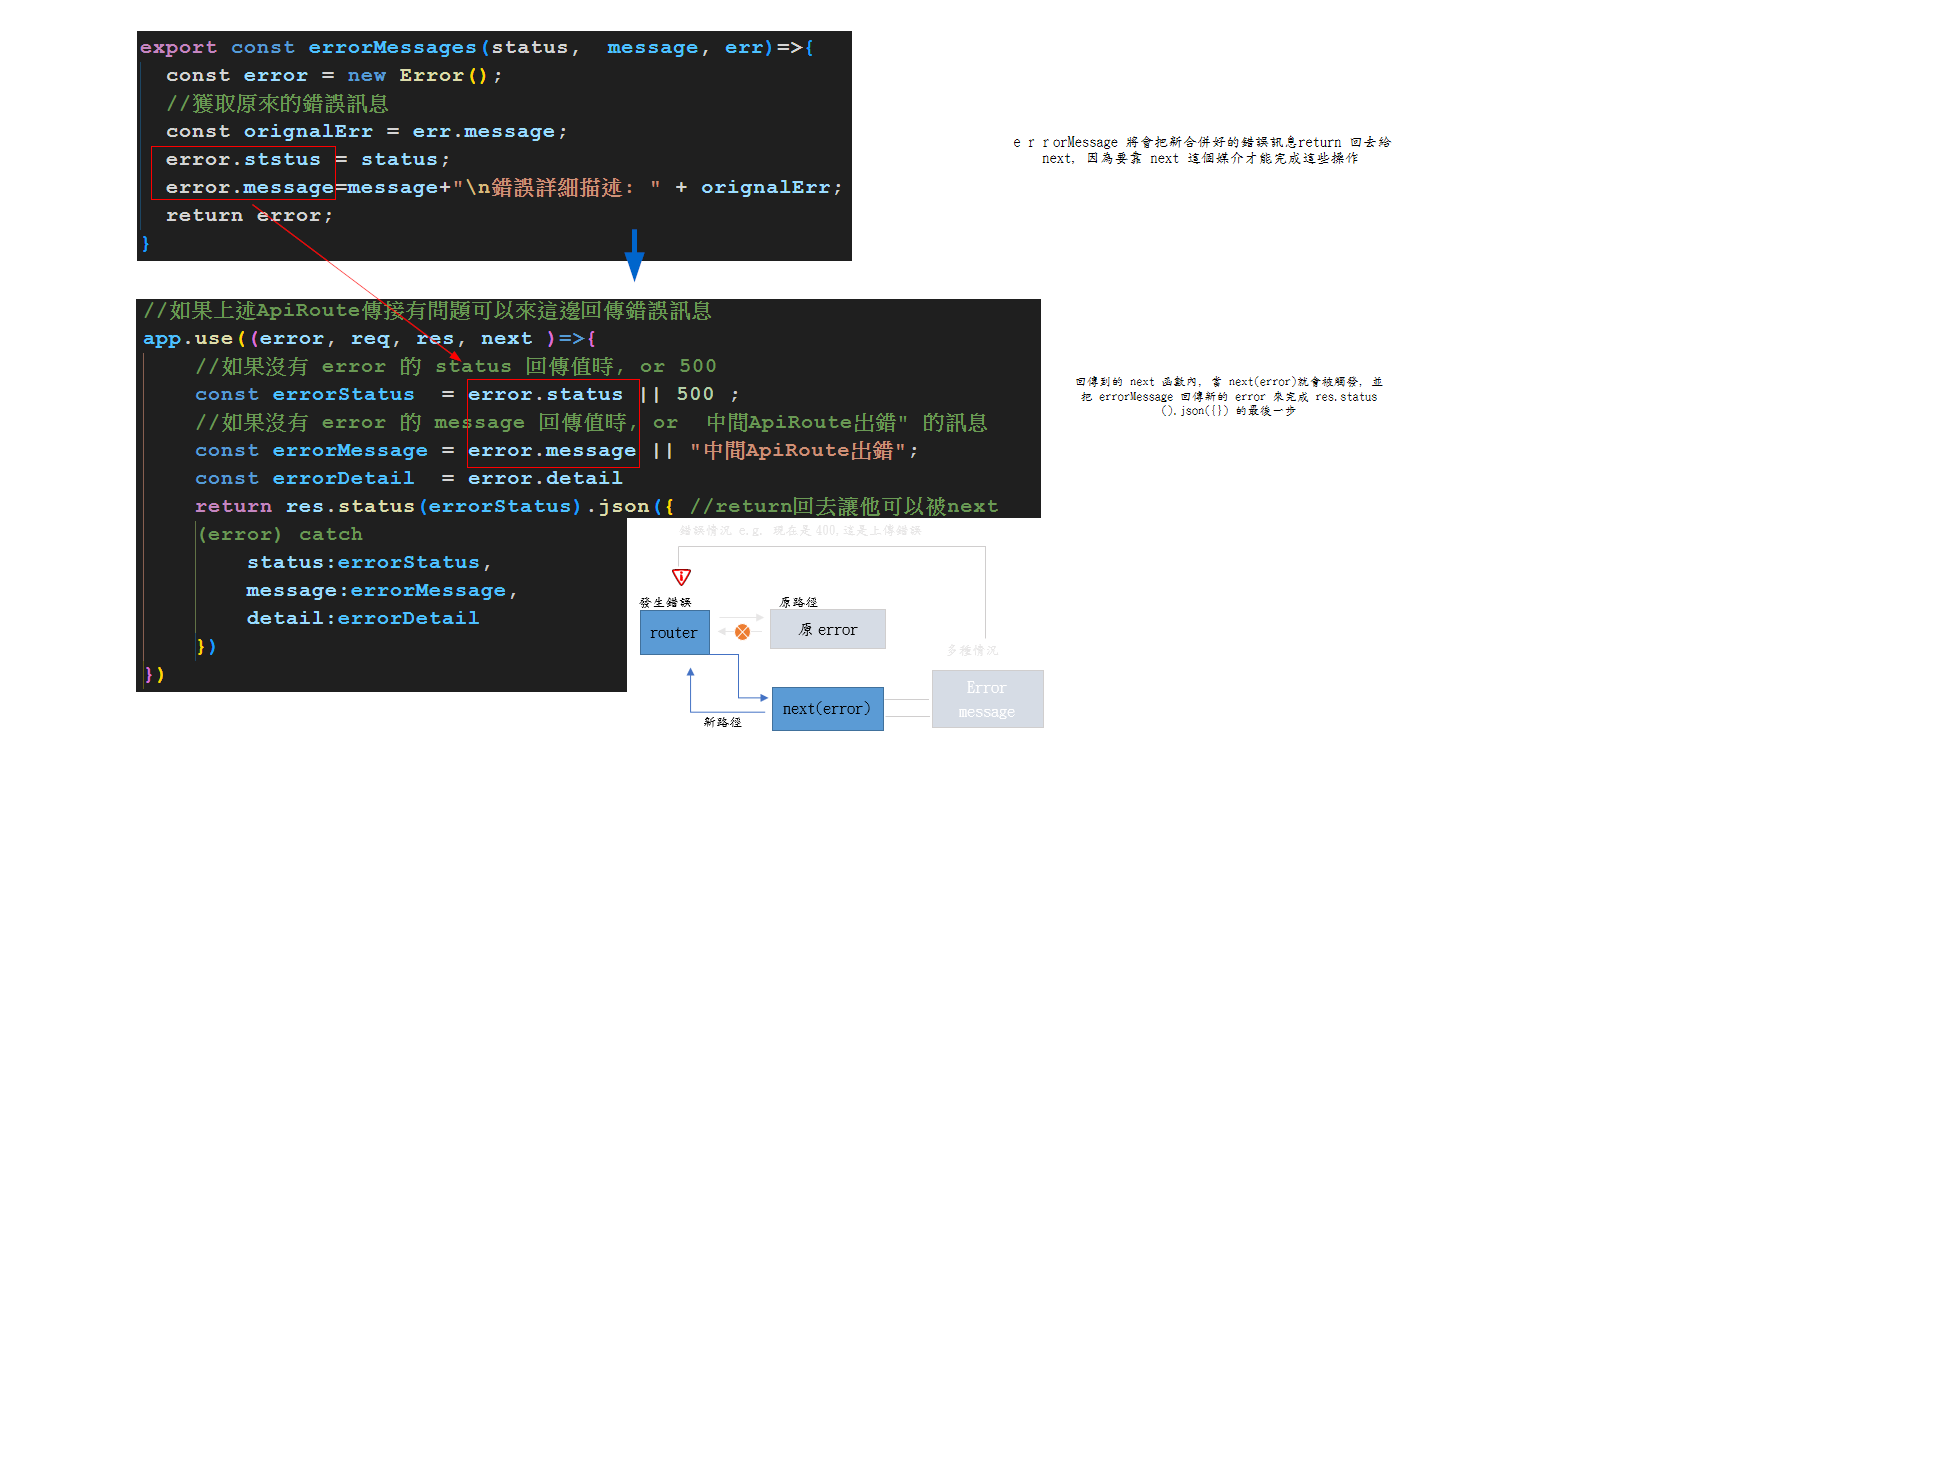 export const errorMessages(status,  message, err)=>{
const error = new Error();
//獲取原來的錯誤訊息
const orignalErr = err.message;
error.ststus = status;
error.message=message+"\n錯誤詳細描述: " + orignalErr;
return error;
}
e r r orMessage 將會把新合併好的錯誤訊息return 回去給
next, 因為要靠 next 這個媒介才能完成這些操作
//如果上述ApiRoute傳接有問題可以來這邊回傳錯誤訊息
app.use((error, req, res, next )=>{
//如果沒有 error 的 status 回傳值時, or 500
const errorStatus  = error.status || 500 ;
//如果沒有 error 的 message 回傳值時, or  中間ApiRoute出錯" 的訊息
const errorMessage = error.message || "中間ApiRoute出錯";
const errorDetail  = error.detail
return res.status(errorStatus).json({ //return回去讓他可以被next
(error) catch
status:errorStatus,
message:errorMessage,
detail:errorDetail
})
})
回傳到的 next 函數內, 當 next(error)就會被觸發, 並
把 errorMessage 回傳新的 error 來完成 res.status
().json({}) 的最後一步
錯誤情況 e.g. 現在是400,這是上傳錯誤
發生錯誤
原路徑
router
原 error
多種情況
Error
message
next(error)
新路徑